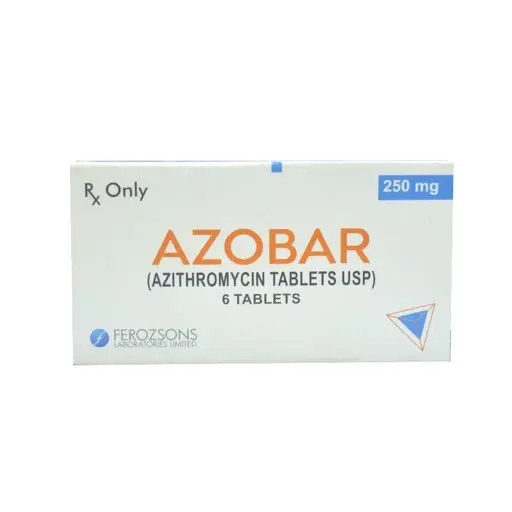 Rx Only
250 mg
AZOBAR
(AZITHROMYCIN TABLETS USP)
6 TABLETS
FEROZSONS
LABORATORIES LIMITED